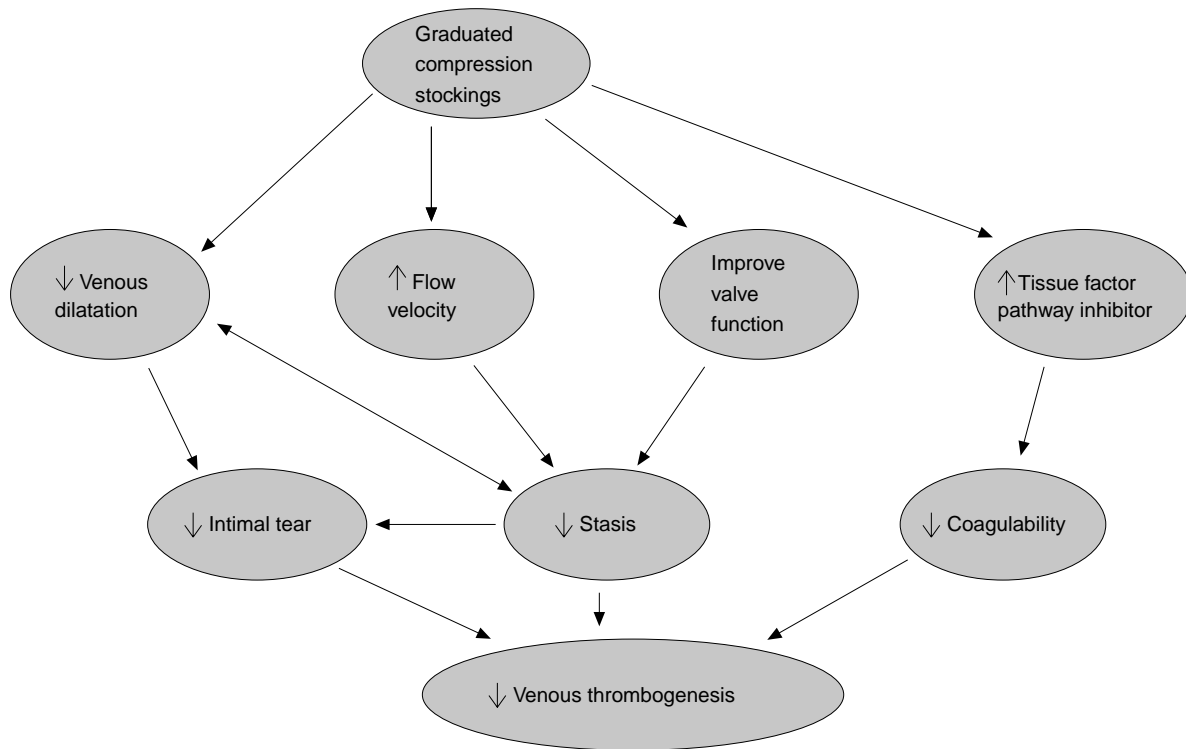 Graduated
compression
stockings
↓ Venous
dilatation
↑ Flow
velocity
Improve
valve
function
↑ Tissue factor
pathway inhibitor
↓ Intimal tear
↓ Stasis
↓ Coagulability
↓ Venous thrombogenesis